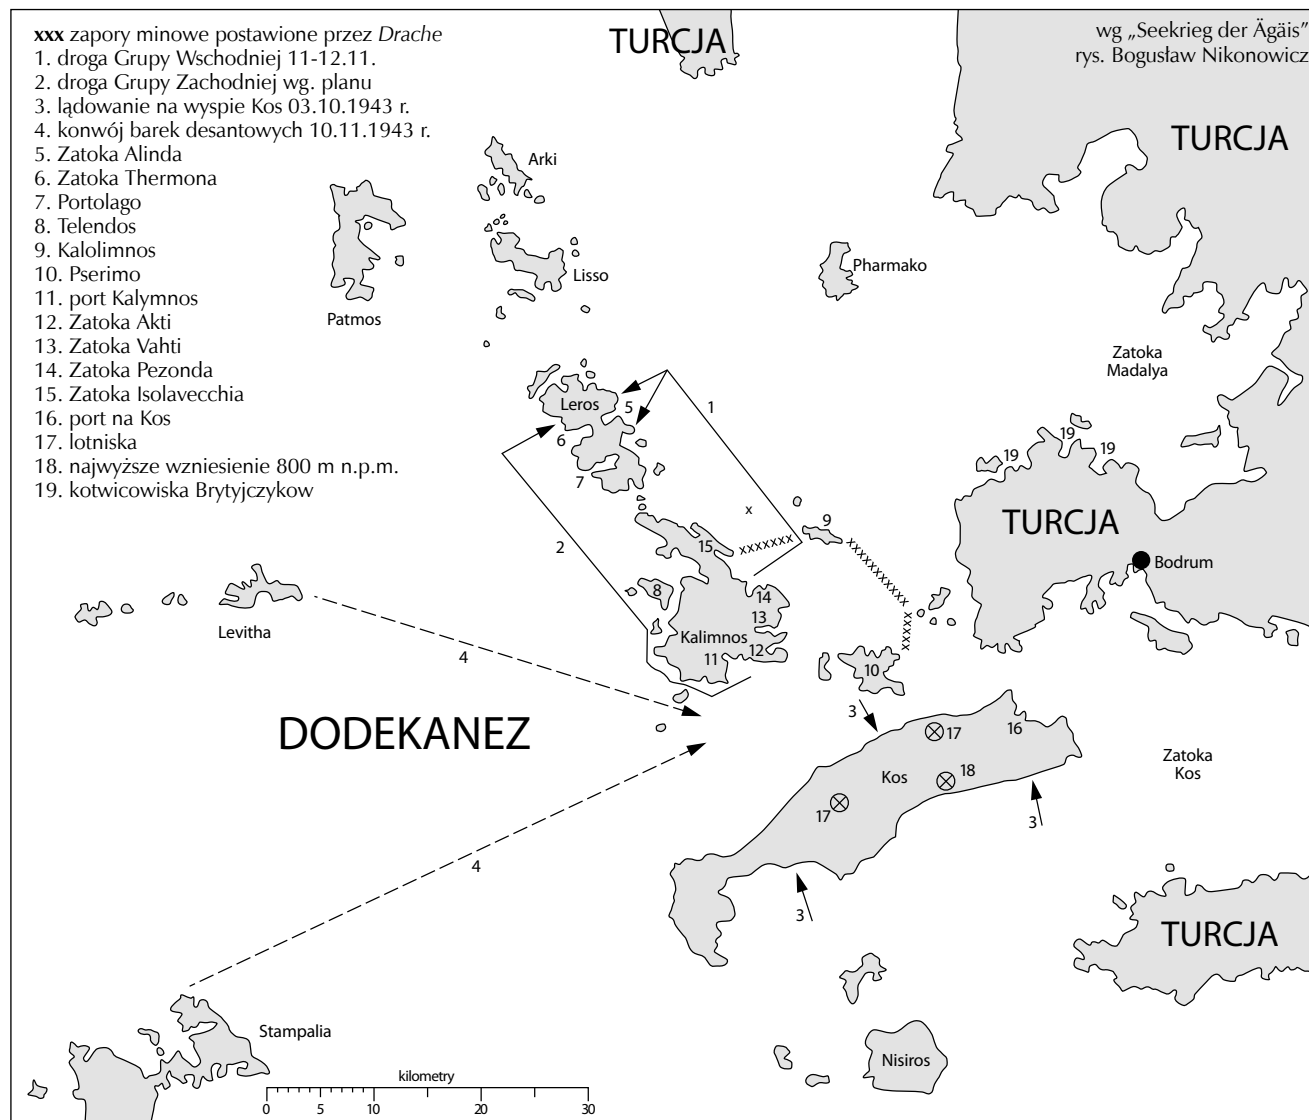 xxx zapory minowe postawione przez Drache
1. droga Grupy Wschodniej 11-12.11.
2. droga Grupy Zachodniej wg. planu
3. lądowanie na wyspie Kos 03.10.1943 r.
4. konwój barek desantowych 10.11.1943 r.
5. Zatoka Alinda
6. Zatoka Thermona
7. Portolago
8. Telendos
9. Kalolimnos
10. Pserimo
11. port Kalymnos
12. Zatoka Akti
13. Zatoka Vahti
14. Zatoka Pezonda
15. Zatoka Isolavecchia
16. port na Kos
17. lotniska
18. najwyższe wzniesienie 800 m n.p.m.
19. kotwicowiska Brytyjczykow
wg „Seekrieg der Ägäis”
rys. Bogusław Nikonowicz
TURCJA
TURCJA
Arki
Lisso
Pharmako
Patmos
Zatoka
Madalya
Leros
5
1
6
7
19
19
19
2
x
9
TURCJA
15
xxxxxxx
xxxxxxxxxxx
Bodrum
8
14
13
xxxxx
Levitha
Kalimnos
12
11
10
4
3
DODEKANEZ
17
16
Zatoka
Kos
Kos
18
17
3
4
3
TURCJA
Stampalia
Nisiros
kilometry
0 5 10 20 30